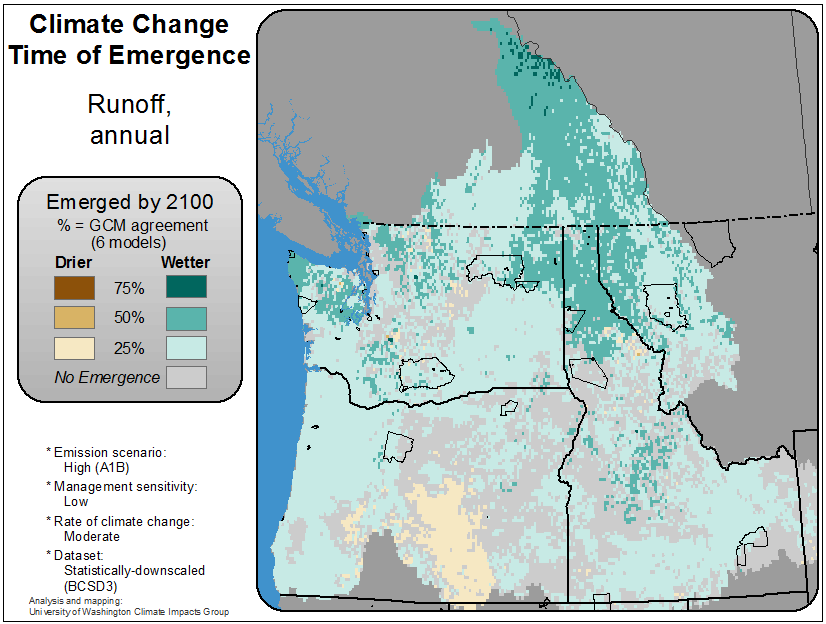 Climate Change
Time of Emergence
Runoff,
annual
Emerged by 2100
% = GCM agreement
(6 models)
Drier Wetter
75%
50%
25%
No Emergence
* Emission scenario:
High (A1B)
* Management sensitivity:
Low
* Rate of climate change:
Moderate
* Dataset:
Statistically-downscaled
(BCSD3)
Analysis and mapping:
University of Washington Climate Impacts Group